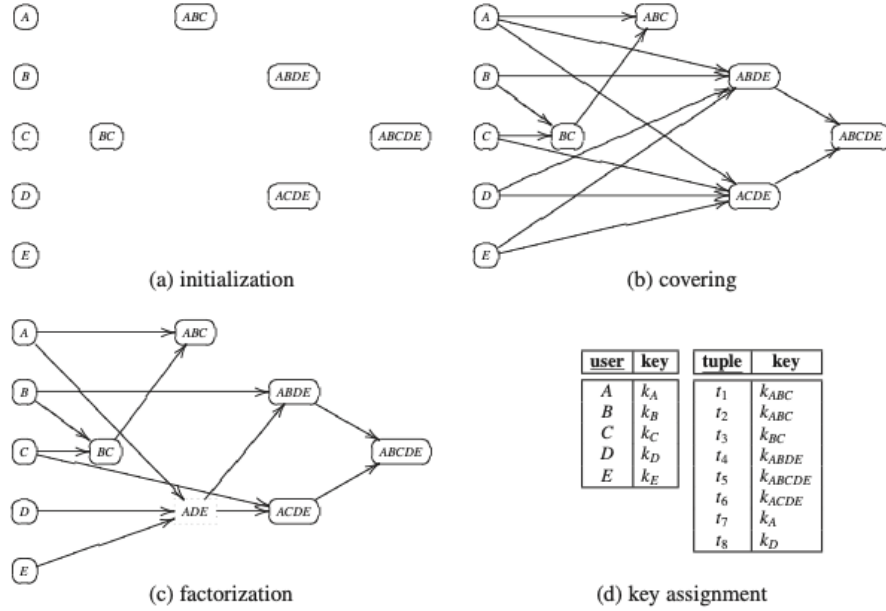 A ABC
B ABDE
C BC ABCDE
D ACDE
E
(a) initialization
A ABC
B ABDE
C BC ABCDE
D ACDE
E
(b) covering
A ABC
B ABDE
C BC ABCDE
D ADE ACDE
E
(c) factorization
user key
A k_A
B k_B
C k_C
D k_D
E k_E
tuple key
t_1 k_ABC
t_2 k_ABC
t_3 k_BC
t_4 k_ABDE
t_5 k_ABCDE
t_6 k_ACDE
t_7 k_A
t_8 k_D
(d) key assignment